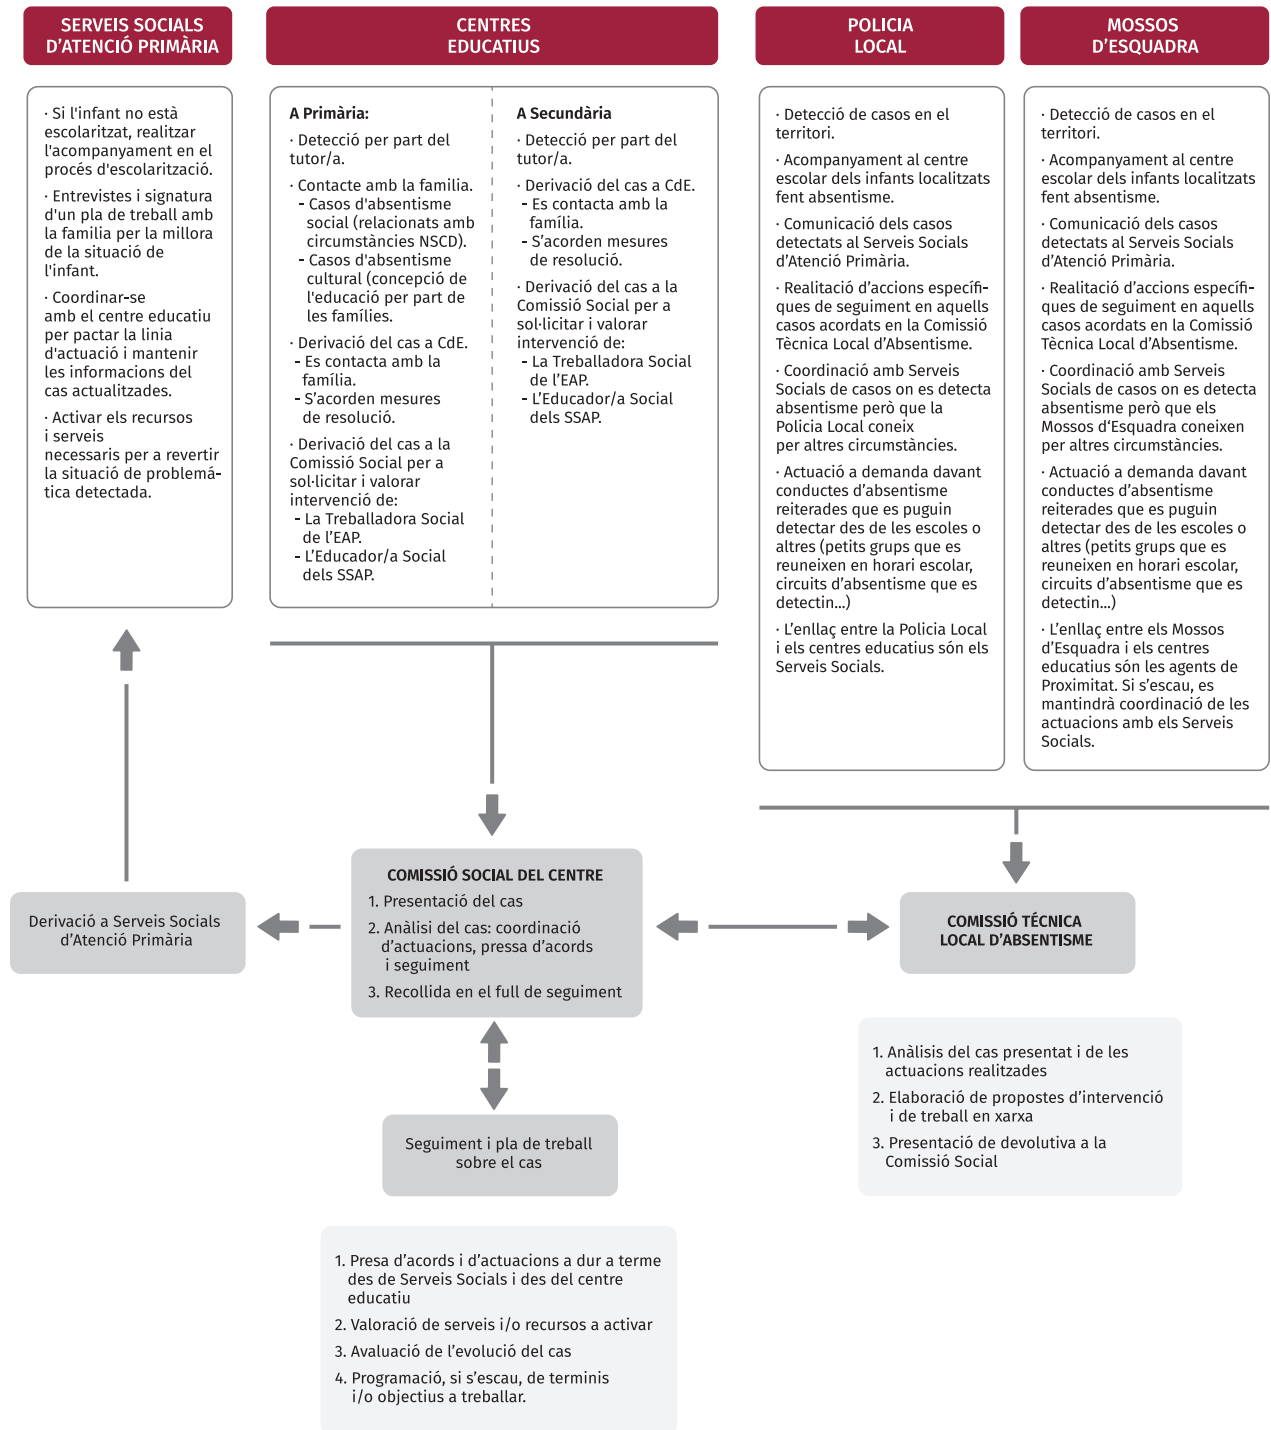 SERVEIS SOCIALS
D'ATENCIÓ PRIMÀRIA
· Si l'infant no està
escolaritzat, realitzar
l'acompanyament en el
procés d'escolarització.
· Entrevistes i signatura
d'un pla de treball amb
la familia per la millora
de la situació de
l'infant.
· Coordinar-se
amb el centre educatiu
per pactar la linia
d'actuació i mantenir
les informacions del
cas actualitzades.
· Activar els recursos
i serveis
necessaris per a revertir
la situació de problemá-
tica detectada.
CENTRES
EDUCATIUS
A Primària:
· Detecció per part del
tutor/a.
· Contacte amb la familia.
- Casos d'absentisme
social (relacionats amb
circumstàncies NSCD).
- Casos d'absentisme
cultural (concepció de
l'educació per part de
les famílies.
· Derivació del cas a CdE.
- Es contacta amb la
família.
- S'acorden mesures
de resolució.
· Derivació del cas a la
Comissió Social per a
sol·licitar i valorar
intervenció de:
- La Treballadora Social
de l'EAP.
- L'Educador/a Social
dels SSAP.
A Secundària
· Detecció per part del
tutor/a.
· Derivació del cas a CdE.
- Es contacta amb la
família.
- S'acorden mesures
de resolució.
· Derivació del cas a la
Comissió Social per a
sol·licitar i valorar
intervenció de:
- La Treballadora Social
de l'EAP.
- L'Educador/a Social
dels SSAP.
POLICIA
LOCAL
· Detecció de casos en el
territori.
· Acompanyament al centre
escolar dels infants localitzats
fent absentisme.
· Comunicació dels casos
detectats al Serveis Socials
d'Atenció Primària.
· Realització d'accions específi-
ques de seguiment en aquells
casos acordats en la Comissió
Tècnica Local d'Absentisme.
· Coordinació amb Serveis
Socials de casos on es detecta
absentisme però que la
Policia Local coneix
per altres circumstàncies.
· Actuació a demanda davant
conductes d'absentisme
reiterades que es puguin
detectar des de les escoles o
altres (petits grups que es
reuneixen en horari escolar,
circuits d'absentisme que es
detectin...)
· L'enllaç entre la Policia Local
i els centres educatius són els
Serveis Socials.
MOSSOS
D'ESQUADRA
· Detecció de casos en el
territori.
· Acompanyament al centre
escolar dels infants localitzats
fent absentisme.
· Comunicació dels casos
detectats al Serveis Socials
d'Atenció Primària.
· Realització d'accions específi-
ques de seguiment en aquells
casos acordats en la Comissió
Tècnica Local d'Absentisme.
· Coordinació amb Serveis
Socials de casos on es detecta
absentisme però que els
Mossos d'Esquadra coneixen
per altres circumstàncies.
· Actuació a demanda davant
conductes d'absentisme
reiterades que es puguin
detectar des de les escoles o
altres (petits grups que es
reuneixen en horari escolar,
circuits d'absentisme que es
detectin...)
· L'enllaç entre els Mossos
d'Esquadra i els centres
educatius són les agents de
Proximitat. Si s'escau, es
mantindrà coordinació de les
actuacions amb els Serveis
Socials.
Derivació a Serveis Socials
d'Atenció Primària
COMISSIÓ SOCIAL DEL CENTRE
1. Presentació del cas
2. Anàlisi del cas: coordinació
d'actuacions, pressa d'acords
i seguiment
3. Recollida en el full de seguiment
COMISSIÓ TÉCNICA
LOCAL D'ABSENTISME
1. Anàlisis del cas presentat i de les
actuacions realitzades
2. Elaboració de propostes d'intervenció
i de treball en xarxa
3. Presentació de devolutiva a la
Comissió Social
Seguiment i pla de treball
sobre el cas
1. Presa d'acords i d'actuacions a dur a terme
des de Serveis Socials i des del centre
educatiu
2. Valoració de serveis i/o recursos a activar
3. Avaluació de l'evolució del cas
4. Programació, si s'escau, de terminis
i/o objectius a treballar.